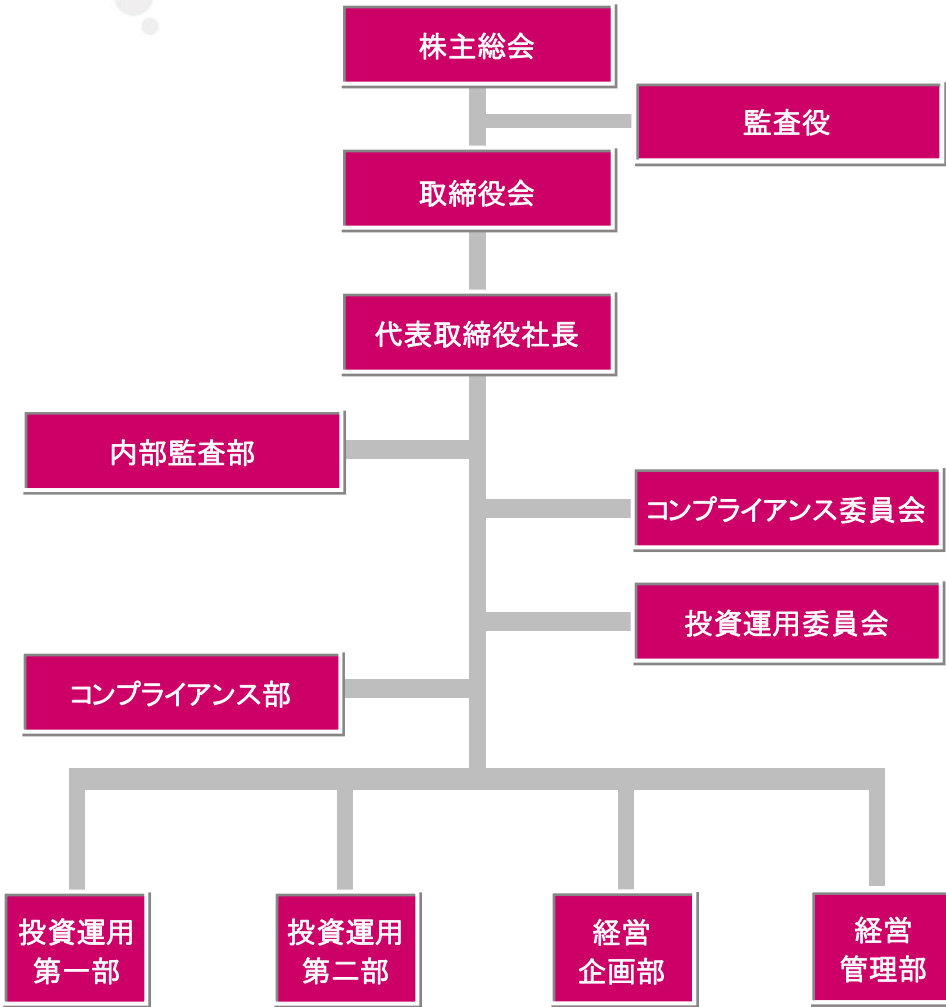 株主総会
監査役
取締役会
代表取締役社長
内部監査部
コンプライアンス委員会
投資運用委員会
コンプライアンス部
投資運用
第一部
投資運用
第二部
経営
企画部
経営
管理部